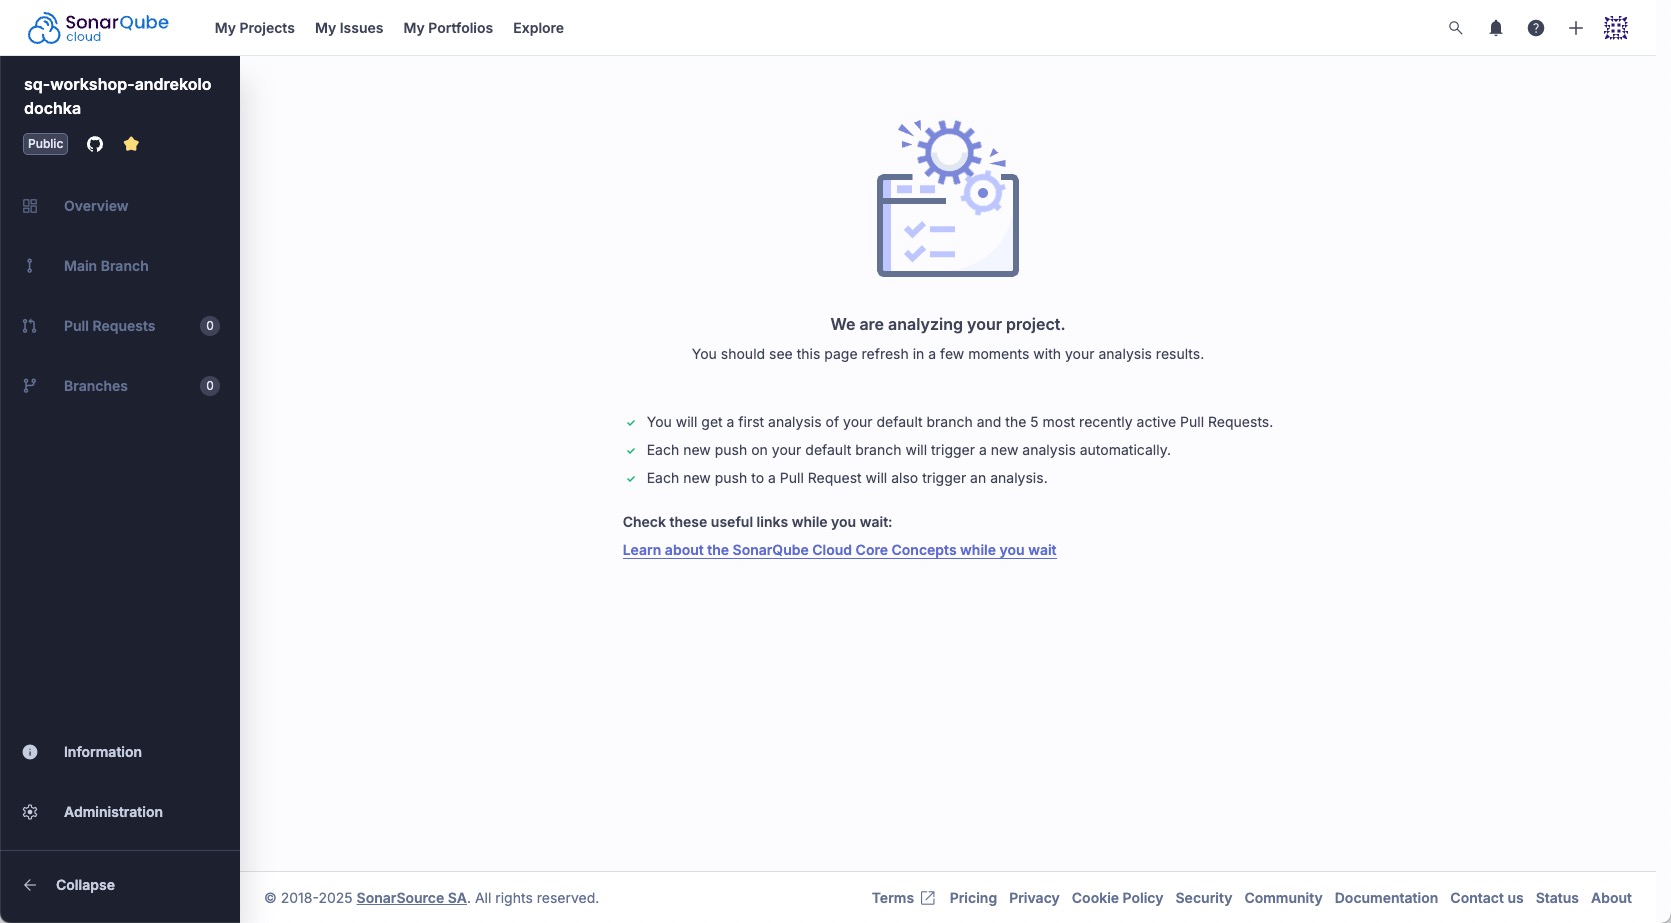 SonarQube cloud
My Projects My Issues My Portfolios Explore
sq-workshop-andrekolo
dochka
Public
Overview
Main Branch
Pull Requests 0
Branches 0
We are analyzing your project.
You should see this page refresh in a few moments with your analysis results.
You will get a first analysis of your default branch and the 5 most recently active Pull Requests.
Each new push on your default branch will trigger a new analysis automatically.
Each new push to a Pull Request will also trigger an analysis.
Check these useful links while you wait:
Learn about the SonarQube Cloud Core Concepts while you wait
Information
Administration
Collapse
© 2018-2025 SonarSource SA. All rights reserved.
Terms Pricing Privacy Cookie Policy Security Community Documentation Contact us Status About